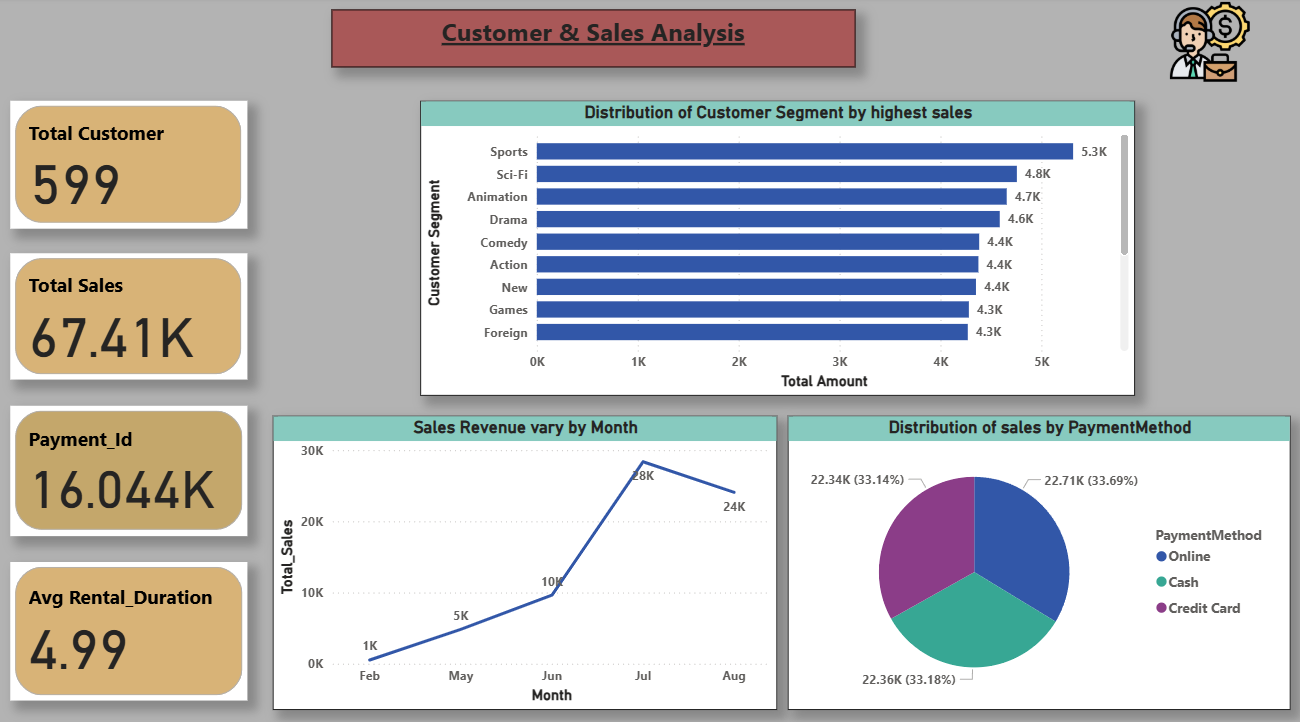 Customer & Sales Analysis
$
Total Customer
599
Total Sales
67.41K
Payment_Id
16.044K
Avg Rental_Duration
4.99
Distribution of Customer Segment by highest sales
Customer Segment
Sports 5.3K
Sci-Fi 4.8K
Animation 4.7K
Drama 4.6K
Comedy 4.4K
Action 4.4K
New 4.4K
Games 4.3K
Foreign 4.3K
0K 1K 2K 3K 4K 5K
Total Amount
Sales Revenue vary by Month
Total_Sales
30K
20K
10K
0K
1K
5K
10K
28K
24K
Feb May Jun Jul Aug
Month
Distribution of sales by PaymentMethod
22.34K (33.14%)
22.71K (33.69%)
22.36K (33.18%)
PaymentMethod
Online
Cash
Credit Card